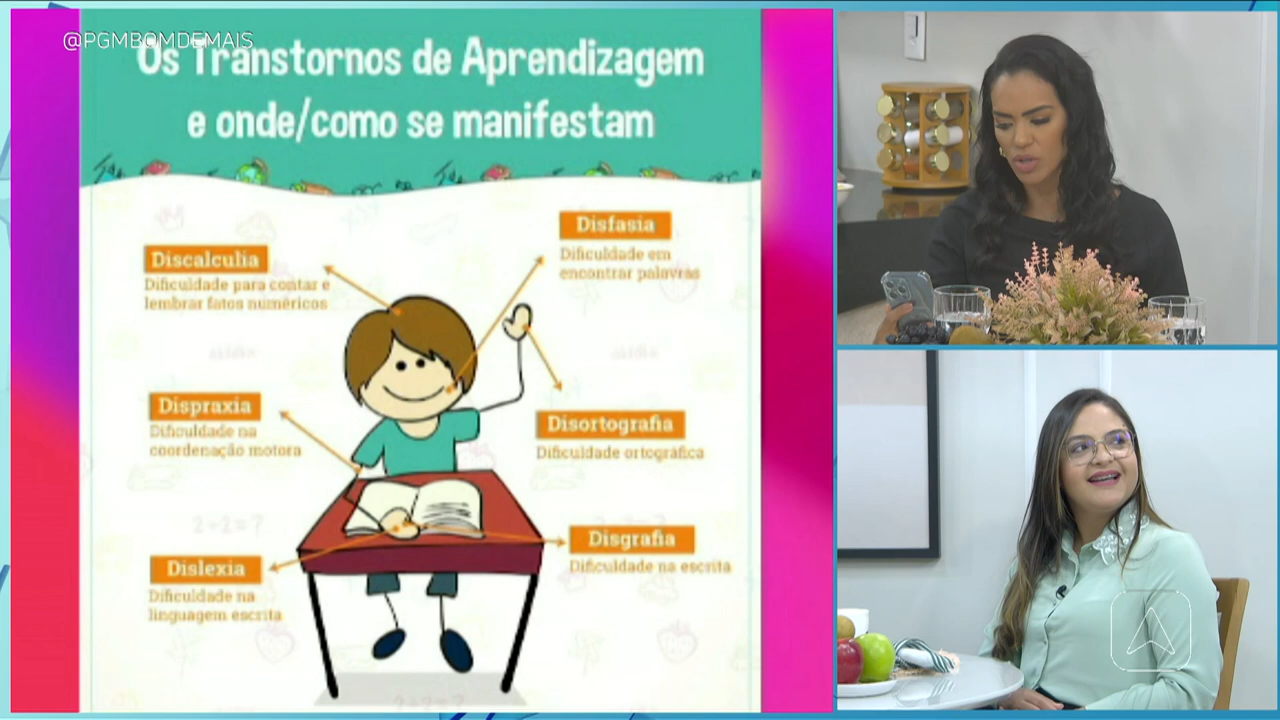 @PGMBOMDEMAIS
Os Transtornos de Aprendizagem
e onde/como se manifestam
Disfasia
Dificuldade em
encontrar palavras
Discalculia
Dificuldade para contar e
lembrar fatos numéricos
Dispraxia
Dificuldade na
coordenação motora
Disortografia
Dificuldade ortográfica
2+2=?
Disgrafia
Dificuldade na escrita
Dislexia
Dificuldade na
linguagem escrita